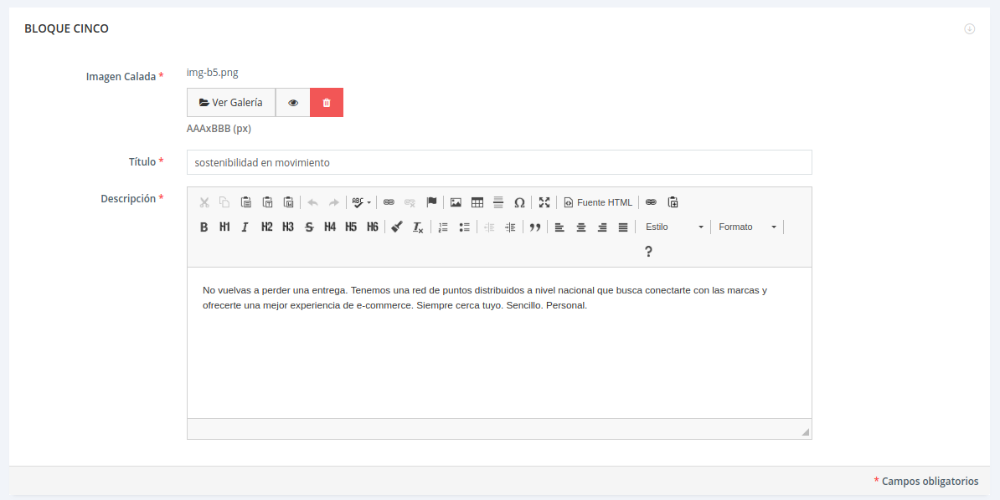 BLOQUE CINCO
Imagen Calada *
img-b5.png
Ver Galería
AAAxBBB (px)
Título *
sostenibilidad en movimiento
Descripción *
ABC
Ω
Fuente HTML
B H1 I H2 H3 S H4 H5 H6 Tx Estilo Formato
?
No vuelvas a perder una entrega. Tenemos una red de puntos distribuidos a nivel nacional que busca conectarte con las marcas y
ofrecerte una mejor experiencia de e-commerce. Siempre cerca tuyo. Sencillo. Personal.
* Campos obligatorios